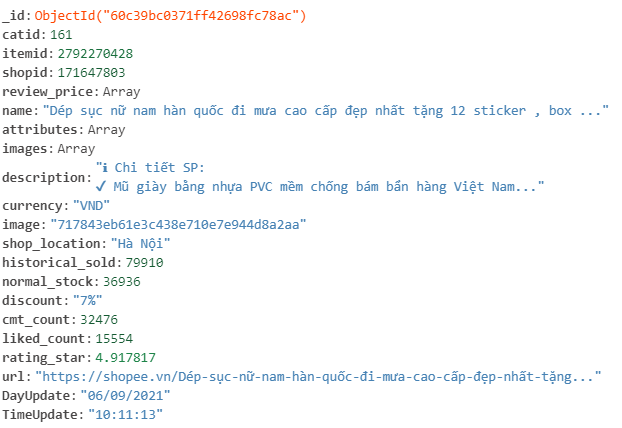 _id: ObjectId("60c39bc0371ff42698fc78ac")
catid: 161
itemid: 2792270428
shopid: 171647803
review_price: Array
name: "Dép sục nữ nam hàn quốc đi mưa cao cấp đẹp nhất tặng 12 sticker , box ..."
attributes: Array
images: Array
description: "ℹ Chi tiết SP:
✔ Mũ giày bằng nhựa PVC mềm chống bám bẩn hàng Việt Nam..."
currency: "VND"
image: "717843eb61e3c438e710e7e944d8a2aa"
shop_location: "Hà Nội"
historical_sold: 79910
normal_stock: 36936
discount: "7%"
cmt_count: 32476
liked_count: 15554
rating_star: 4.917817
url: "https://shopee.vn/Dép-sục-nữ-nam-hàn-quốc-đi-mưa-cao-cấp-đẹp-nhất-tặng..."
DayUpdate: "06/09/2021"
TimeUpdate: "10:11:13"